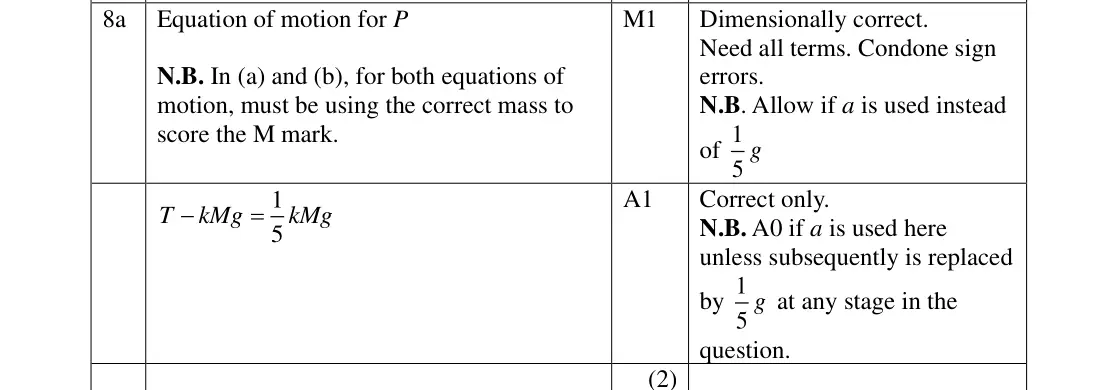 8a Equation of motion for P M1 Dimensionally correct.
Need all terms. Condone sign
errors.
N.B. In (a) and (b), for both equations of
motion, must be using the correct mass to
score the M mark.
N.B. Allow if a is used instead
of 1/5 g
T − kMg = 1/5 kMg A1 Correct only.
N.B. A0 if a is used here
unless subsequently is replaced
by 1/5 g at any stage in the
question.
(2)